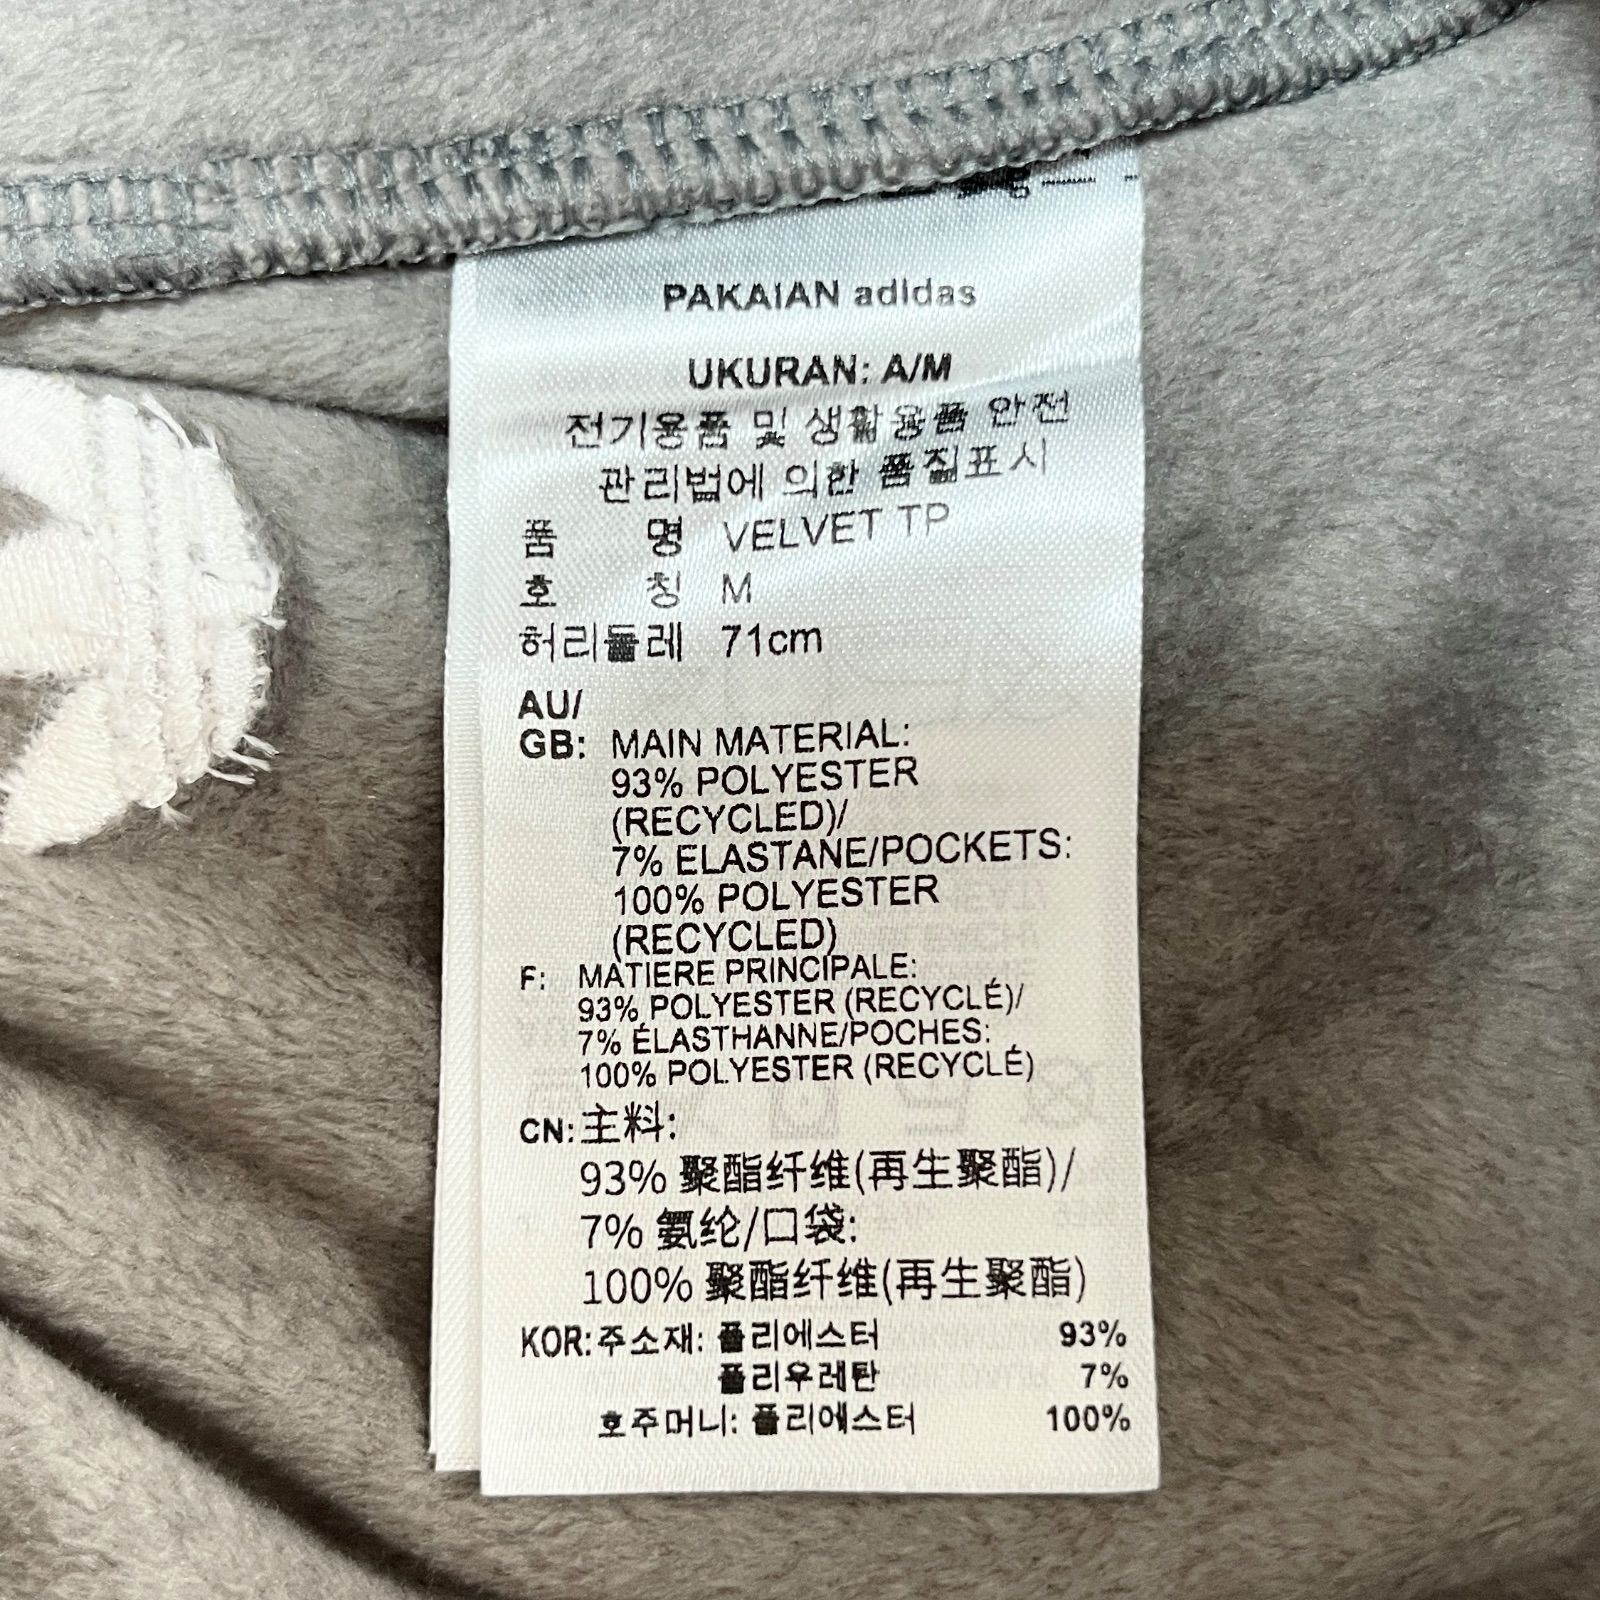 PAKAIAN adidas
UKURAN: A/M
전기용품 및 생활용품 안전
관리법에 의한 품질표시
품 명 VELVET TP
호 칭 M
허리둘레 71cm
AU/
GB: MAIN MATERIAL:
93% POLYESTER
(RECYCLED)/
7% ELASTANE/POCKETS:
100% POLYESTER
(RECYCLED)
F: MATIERE PRINCIPALE:
93% POLYESTER (RECYCLÉ)/
7% ÉLASTHANNE/POCHES:
100% POLYESTER (RECYCLÉ)
CN: 主料:
93% 聚酯纤维(再生聚酯)/
7% 氨纶/口袋:
100% 聚酯纤维(再生聚酯)
KOR: 주소재: 폴리에스터 93%
폴리우레탄 7%
호주머니: 폴리에스터 100%